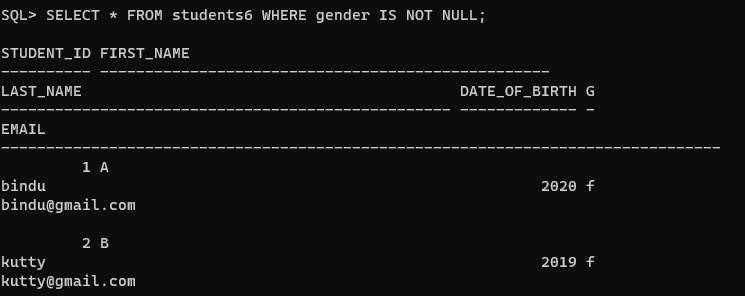 SQL> SELECT * FROM students6 WHERE gender IS NOT NULL;
STUDENT_ID FIRST_NAME
---------- --------------------------------------------------
LAST_NAME                                          DATE_OF_BIRTH G
-------------------------------------------------- ------------- -
EMAIL
--------------------------------------------------------------------------------
         1 A
bindu                                                       2020 f
bindu@gmail.com
         2 B
kutty                                                       2019 f
kutty@gmail.com